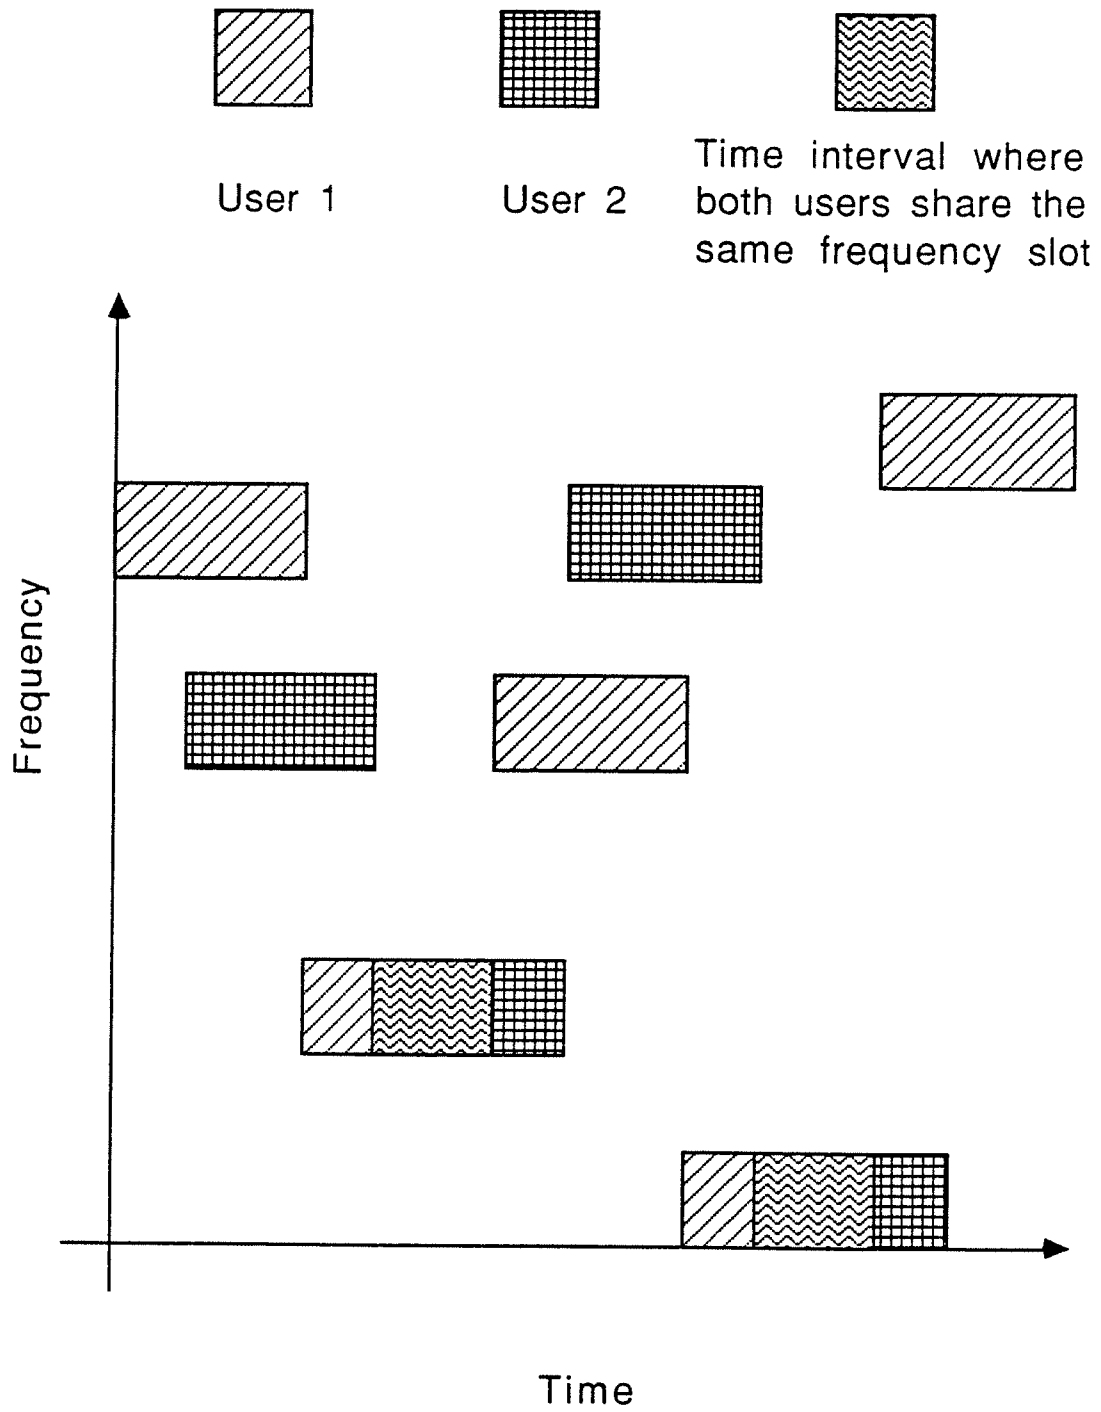 User 1
User 2
Time interval where
both users share the
same frequency slot
Frequency
Time